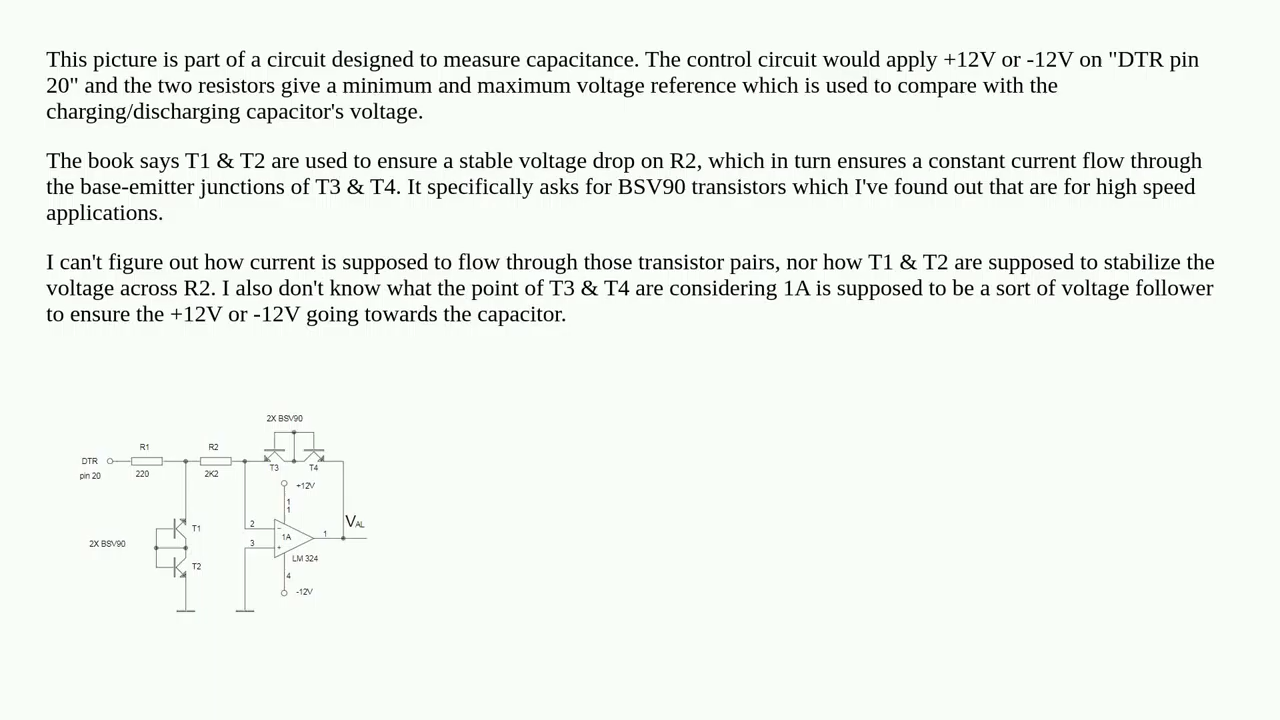 This picture is part of a circuit designed to measure capacitance. The control circuit would apply +12V or -12V on "DTR pin
20" and the two resistors give a minimum and maximum voltage reference which is used to compare with the
charging/discharging capacitor's voltage.
The book says T1 & T2 are used to ensure a stable voltage drop on R2, which in turn ensures a constant current flow through
the base-emitter junctions of T3 & T4. It specifically asks for BSV90 transistors which I've found out that are for high speed
applications.
I can't figure out how current is supposed to flow through those transistor pairs, nor how T1 & T2 are supposed to stabilize the
voltage across R2. I also don't know what the point of T3 & T4 are considering 1A is supposed to be a sort of voltage follower
to ensure the +12V or -12V going towards the capacitor.
2X BSV90
R1
R2
DTR
pin 20
220
2K2
T3
T4
+12V
1
1
2X BSV90
T1
T2
2
3
1A
1
VAL
LM 324
4
-12V